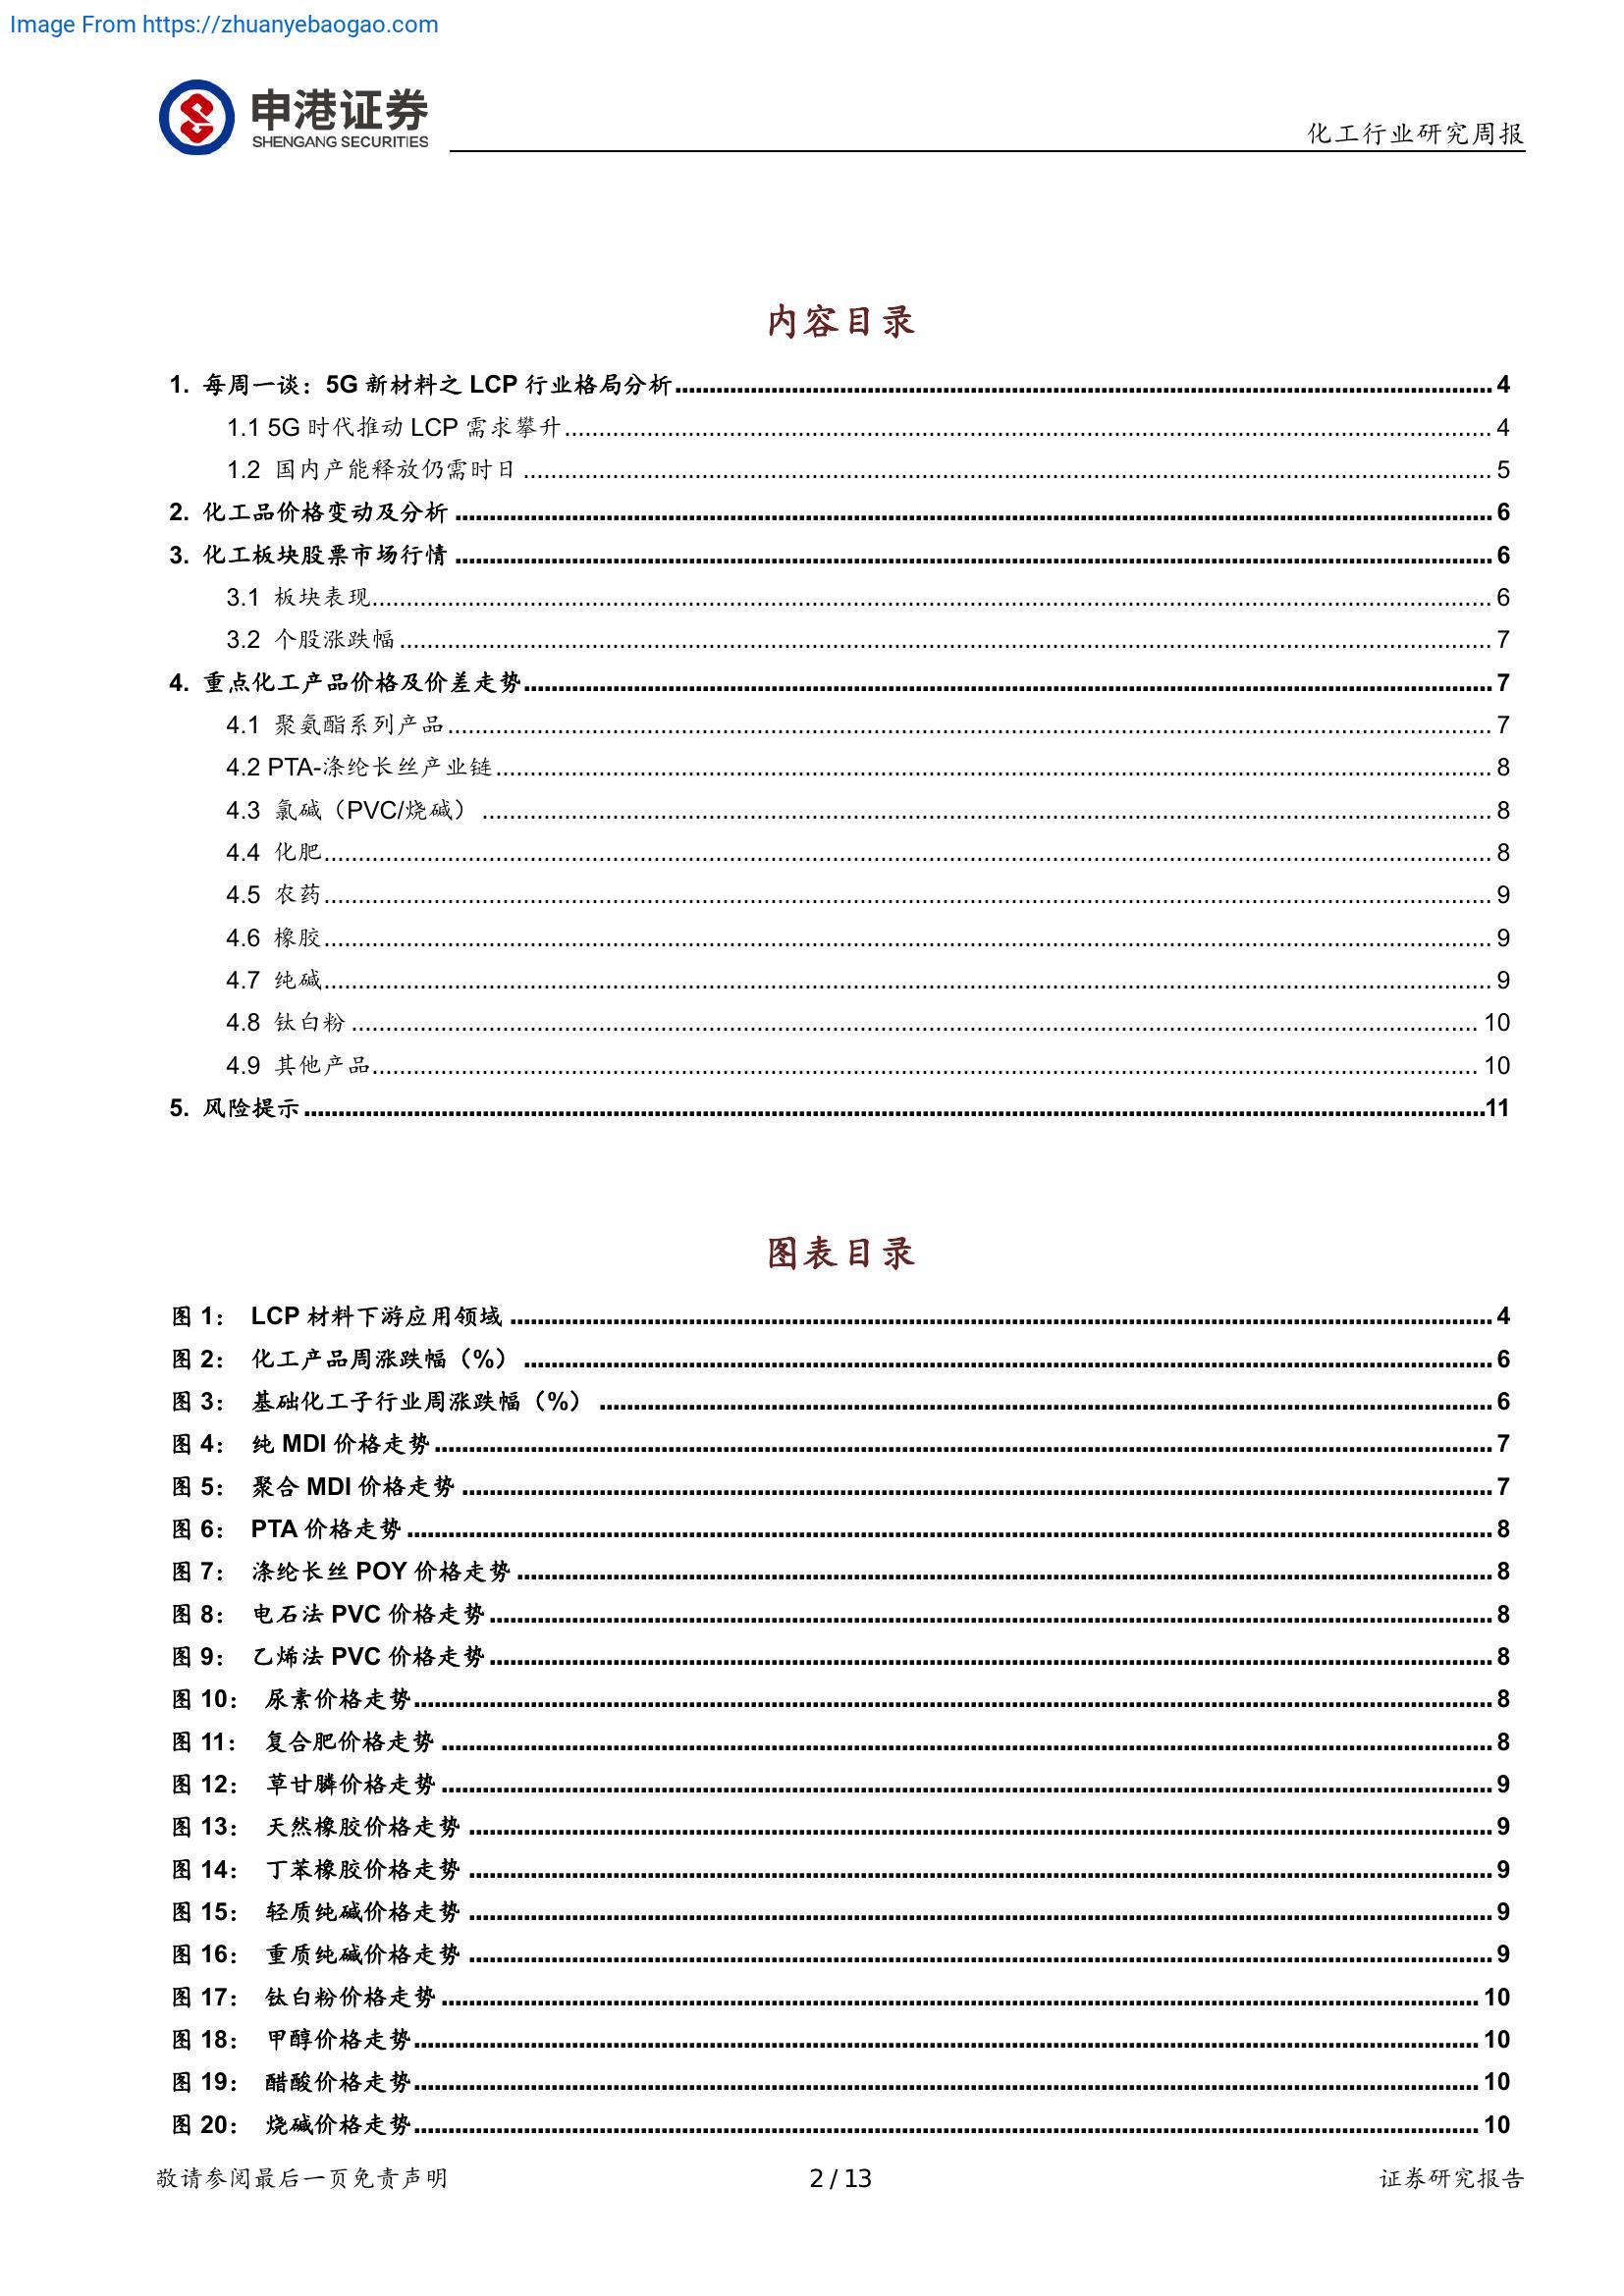 Image From https://zhuanyebaogao.com
申港证券
SHENGANG SECURITIES
化工行业研究周报
内容目录
1. 每周一谈：5G 新材料之 LCP 行业格局分析 4
1.1 5G 时代推动 LCP 需求攀升 4
1.2 国内产能释放仍需时日 5
2. 化工品价格变动及分析 6
3. 化工板块股票市场行情 6
3.1 板块表现 6
3.2 个股涨跌幅 7
4. 重点化工产品价格及价差走势 7
4.1 聚氨酯系列产品 7
4.2 PTA-涤纶长丝产业链 8
4.3 氯碱（PVC/烧碱） 8
4.4 化肥 8
4.5 农药 9
4.6 橡胶 9
4.7 纯碱 9
4.8 钛白粉 10
4.9 其他产品 10
5. 风险提示 11
图表目录
图 1： LCP 材料下游应用领域 4
图 2： 化工产品周涨跌幅（%） 6
图 3： 基础化工子行业周涨跌幅（%） 6
图 4： 纯 MDI 价格走势 7
图 5： 聚合 MDI 价格走势 7
图 6： PTA 价格走势 8
图 7： 涤纶长丝 POY 价格走势 8
图 8： 电石法 PVC 价格走势 8
图 9： 乙烯法 PVC 价格走势 8
图 10： 尿素价格走势 8
图 11： 复合肥价格走势 8
图 12： 草甘膦价格走势 9
图 13： 天然橡胶价格走势 9
图 14： 丁苯橡胶价格走势 9
图 15： 轻质纯碱价格走势 9
图 16： 重质纯碱价格走势 9
图 17： 钛白粉价格走势 10
图 18： 甲醇价格走势 10
图 19： 醋酸价格走势 10
图 20： 烧碱价格走势 10
敬请参阅最后一页免责声明 2 / 13 证券研究报告